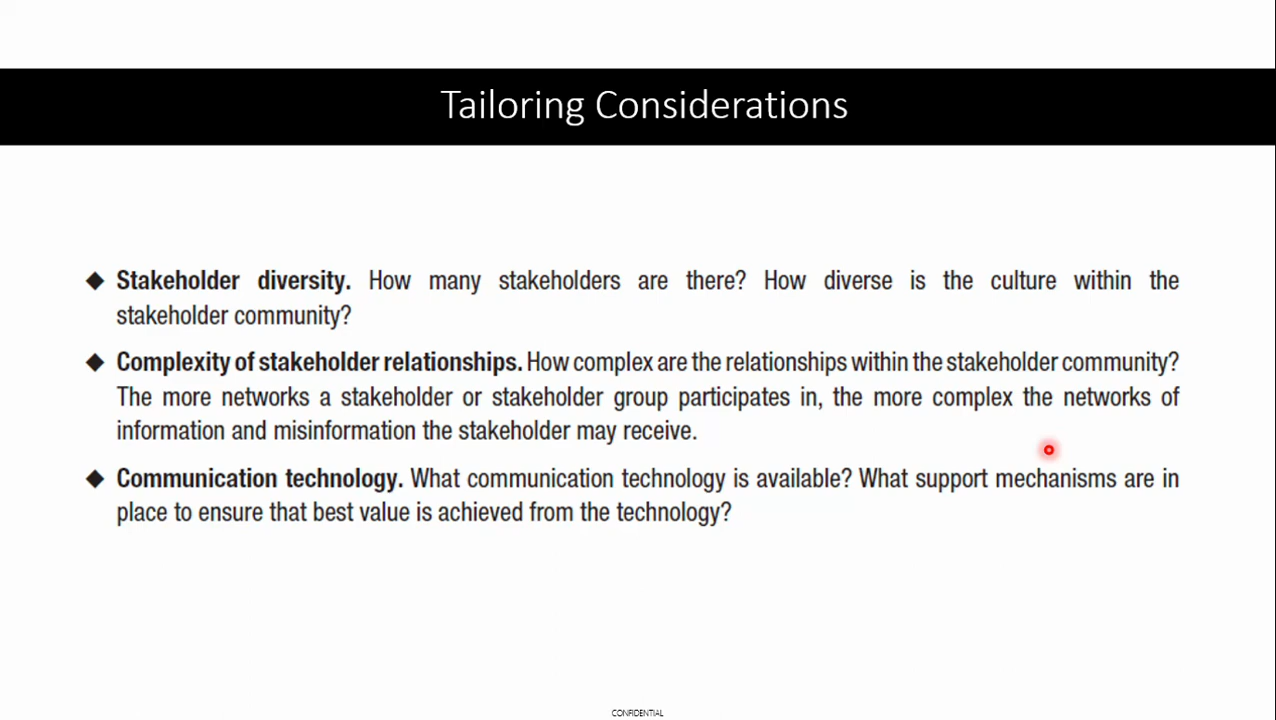 Tailoring Considerations
◆ Stakeholder diversity. How many stakeholders are there? How diverse is the culture within the
stakeholder community?
◆ Complexity of stakeholder relationships. How complex are the relationships within the stakeholder community?
The more networks a stakeholder or stakeholder group participates in, the more complex the networks of
information and misinformation the stakeholder may receive.
◆ Communication technology. What communication technology is available? What support mechanisms are in
place to ensure that best value is achieved from the technology?
CONFIDENTIAL